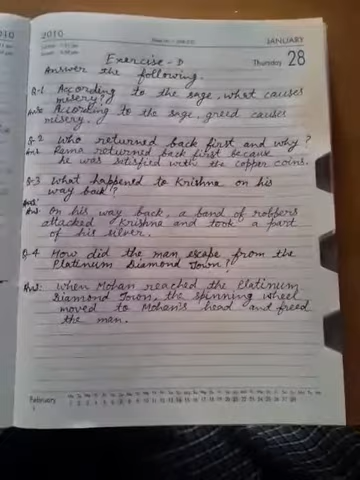 2010
JANUARY
Thursday 28
Exercise - D
Answer the following.
Q-1 According to the sage, what causes
misery?
Ans According to the sage, greed causes
misery.
Q-2 Who returned back first and why?
Ans Rama returned back first because
he was satisfied with the copper coins.
Q-3 What happened to Krishna on his
way back?
Ans:
Ans: On his way back, a band of robbers
attacked Krishna and took a part
of his silver.
Q-4 How did the man escape from the
Platinum Diamond Town?
Ans: When Mohan reached the Platinum
Diamond Town, the spinning wheel
moved to Mohan's head and freed
the man.
February